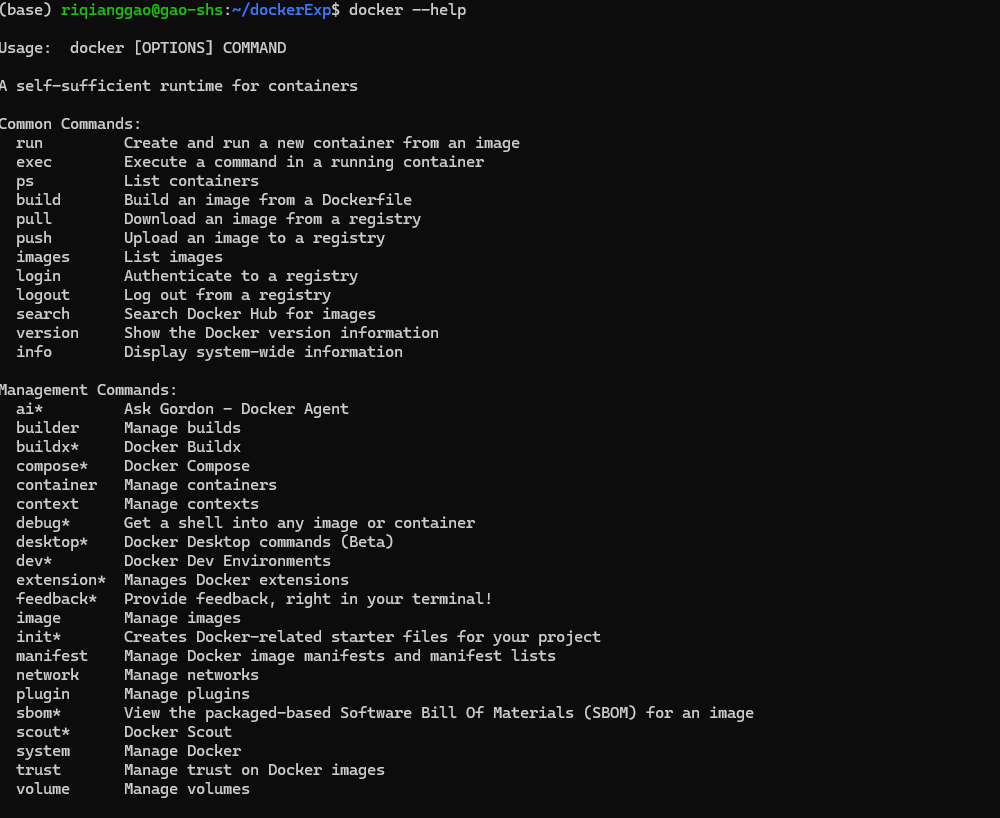 (base) riqianggao@gao-shs:~/dockerExp$ docker --help
Usage:  docker [OPTIONS] COMMAND
A self-sufficient runtime for containers
Common Commands:
  run         Create and run a new container from an image
  exec        Execute a command in a running container
  ps          List containers
  build       Build an image from a Dockerfile
  pull        Download an image from a registry
  push        Upload an image to a registry
  images      List images
  login       Authenticate to a registry
  logout      Log out from a registry
  search      Search Docker Hub for images
  version     Show the Docker version information
  info        Display system-wide information
Management Commands:
  ai*         Ask Gordon - Docker Agent
  builder     Manage builds
  buildx*     Docker Buildx
  compose*    Docker Compose
  container   Manage containers
  context     Manage contexts
  debug*      Get a shell into any image or container
  desktop*    Docker Desktop commands (Beta)
  dev*        Docker Dev Environments
  extension*  Manages Docker extensions
  feedback*   Provide feedback, right in your terminal!
  image       Manage images
  init*       Creates Docker-related starter files for your project
  manifest    Manage Docker image manifests and manifest lists
  network     Manage networks
  plugin      Manage plugins
  sbom*       View the packaged-based Software Bill Of Materials (SBOM) for an image
  scout*      Docker Scout
  system      Manage Docker
  trust       Manage trust on Docker images
  volume      Manage volumes